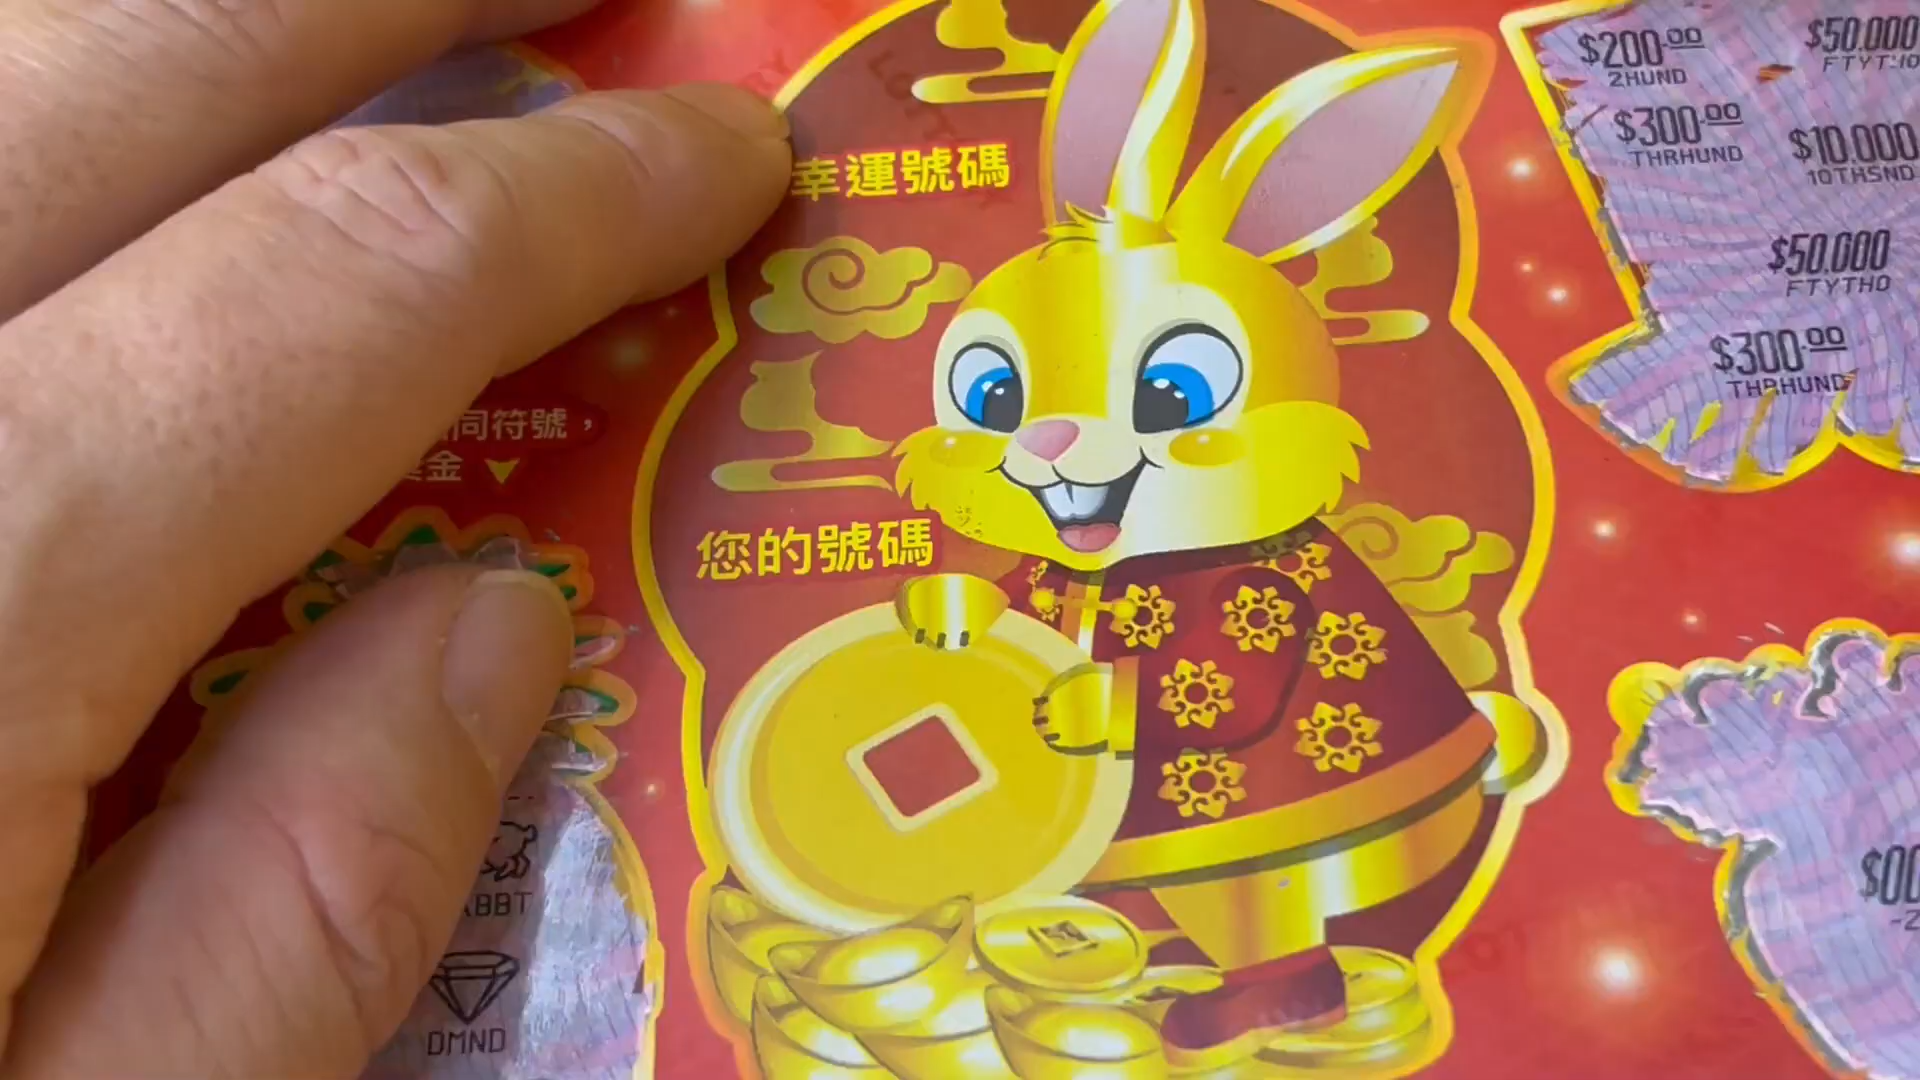 幸運號碼
同符號，
金
您的號碼
$200.00
2HUND
$50.000
$300.00
THRHUND
$10.000
10THSND
$50.000
FTYTHO
$300.00
THRHUND
DMND